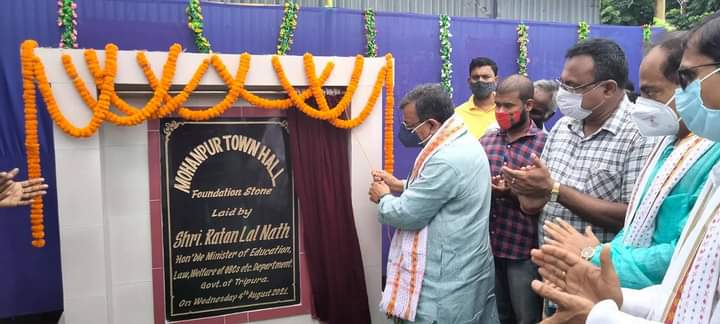 MOHANPUR TOWN HALL
Foundation Stone
Laid by
Shri. Ratan Lal Nath
Hon'ble Minister of Education,
Law, Welfare of OBCs etc. Department
Govt. of Tripura.
On Wednesday 4th August 2021.